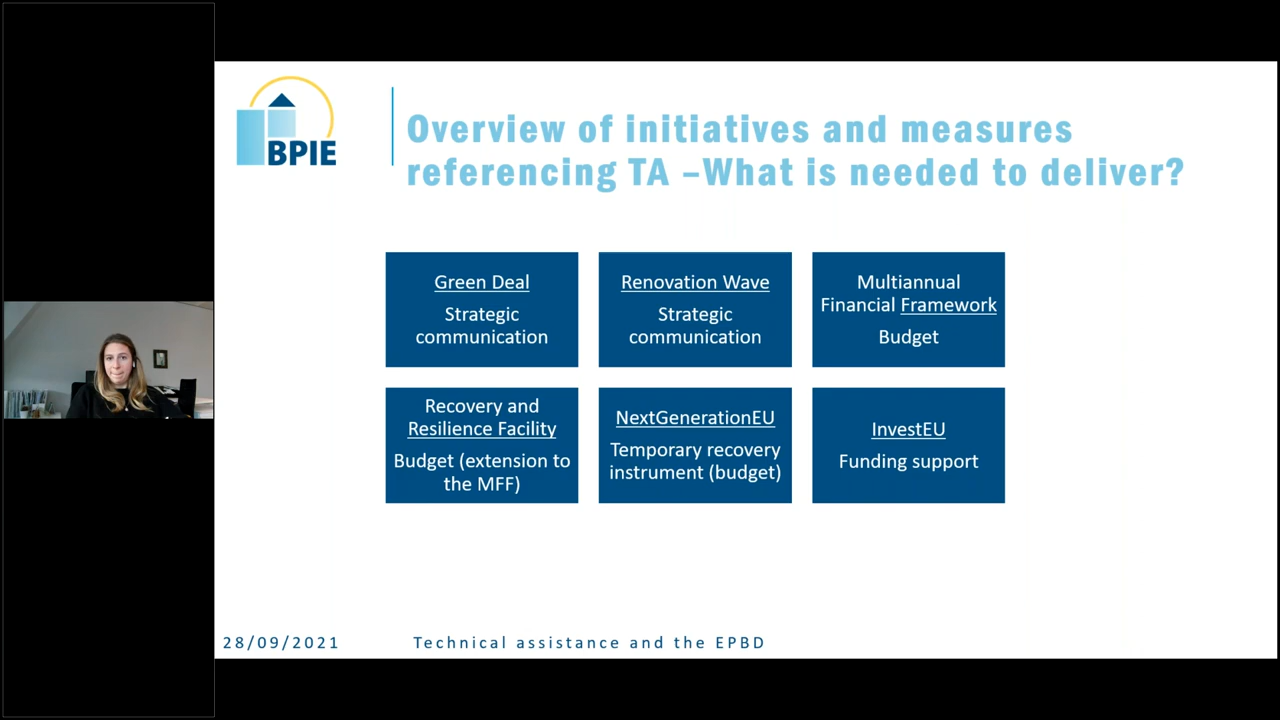 BPIE
Overview of initiatives and measures
referencing TA –What is needed to deliver?
Green Deal
Strategic
communication
Renovation Wave
Strategic
communication
Multiannual
Financial Framework
Budget
Recovery and
Resilience Facility
Budget (extension to
the MFF)
NextGenerationEU
Temporary recovery
instrument (budget)
InvestEU
Funding support
28/09/2021
Technical assistance and the EPBD